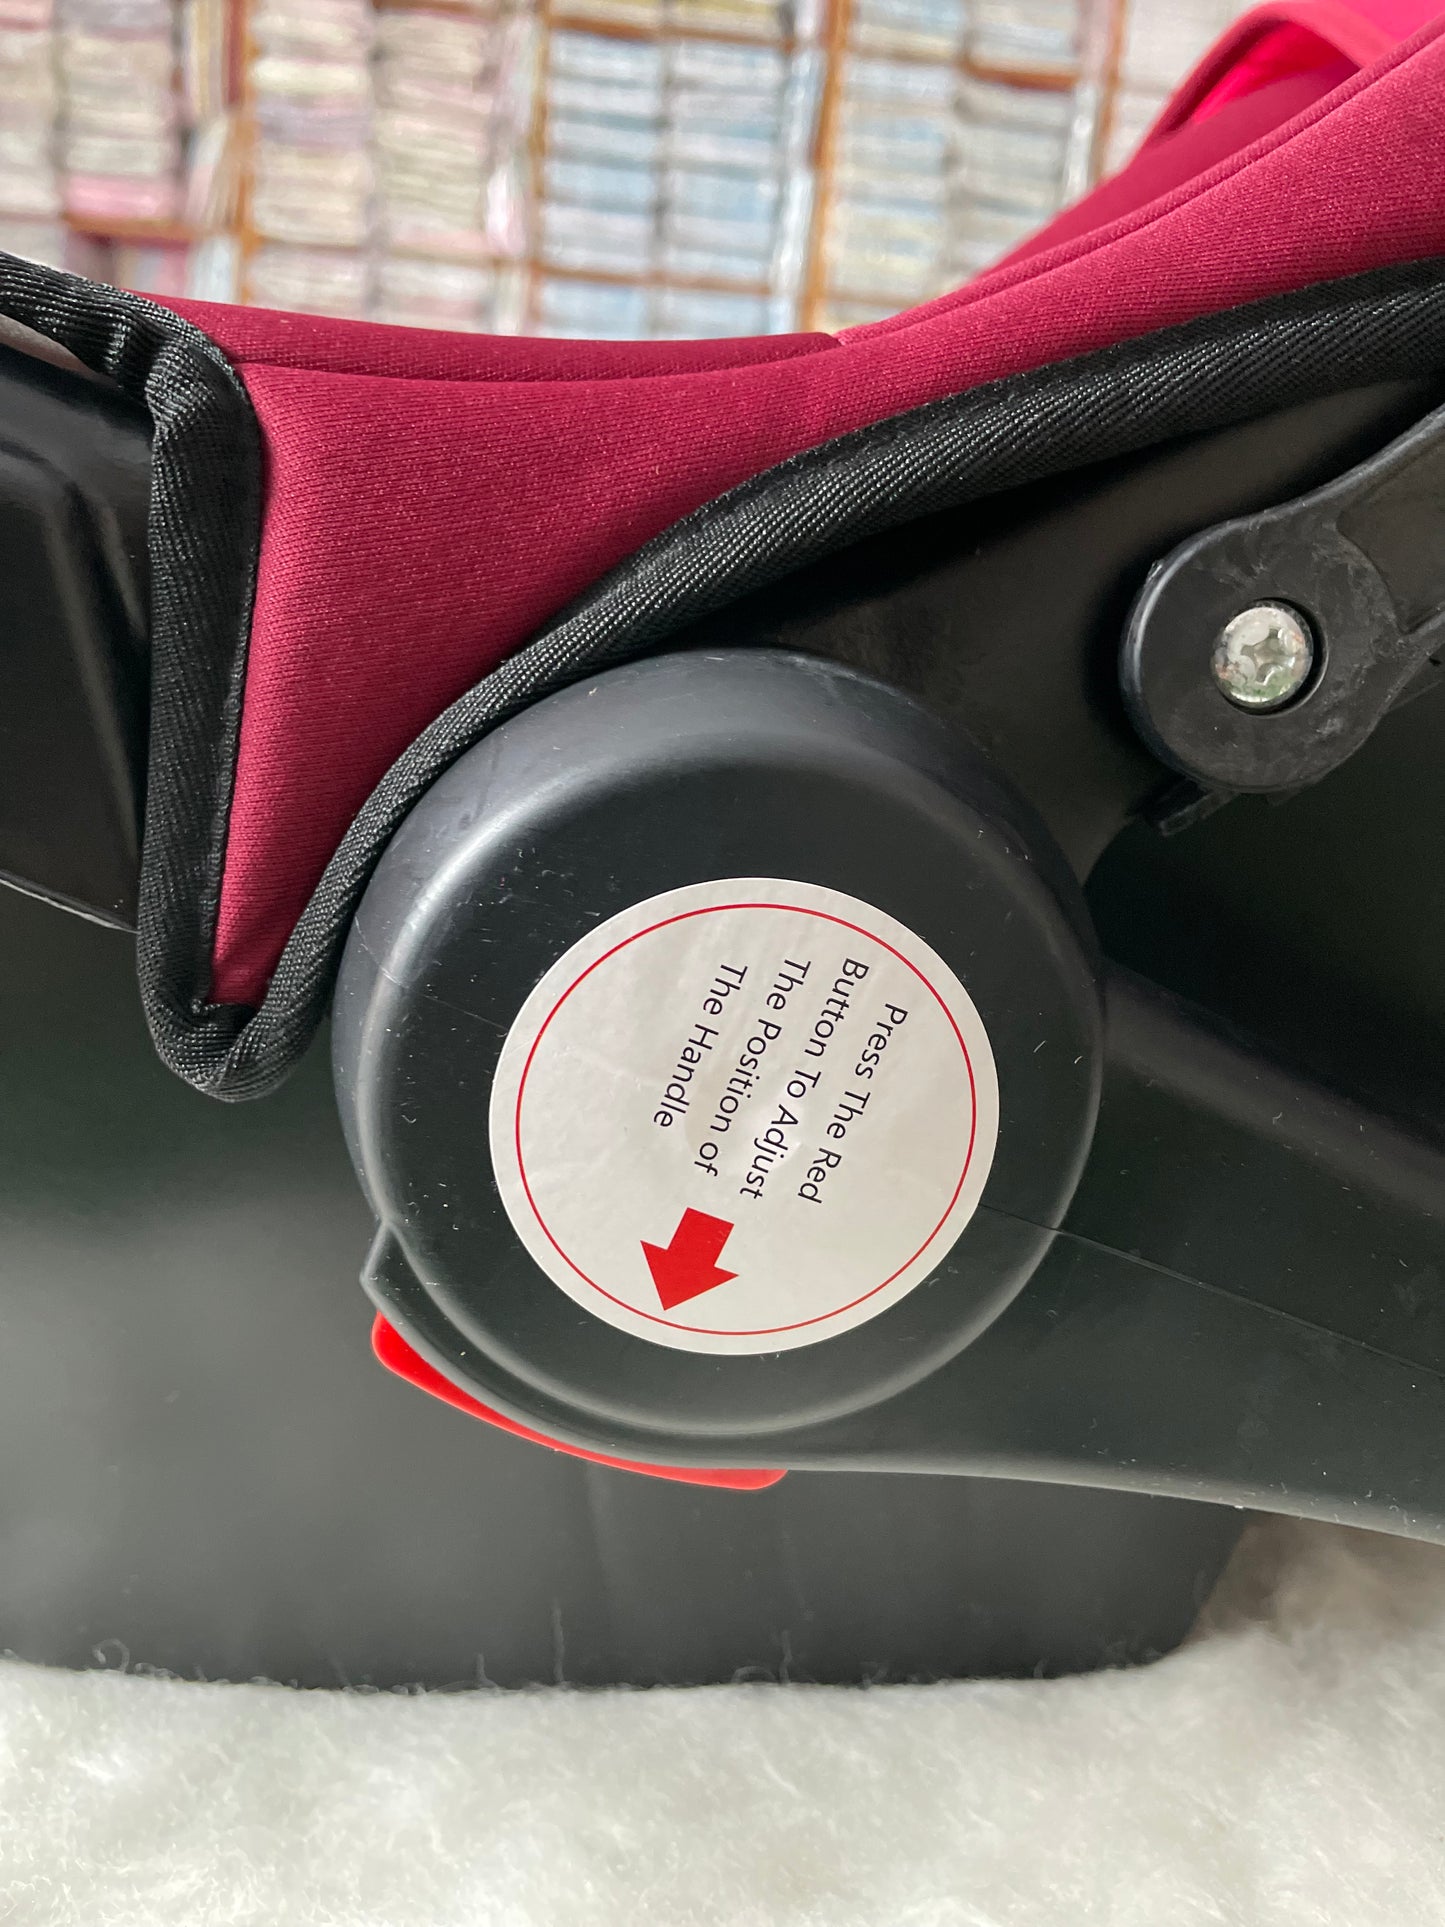 Press The Red
Button To Adjust
The Position of
The Handle